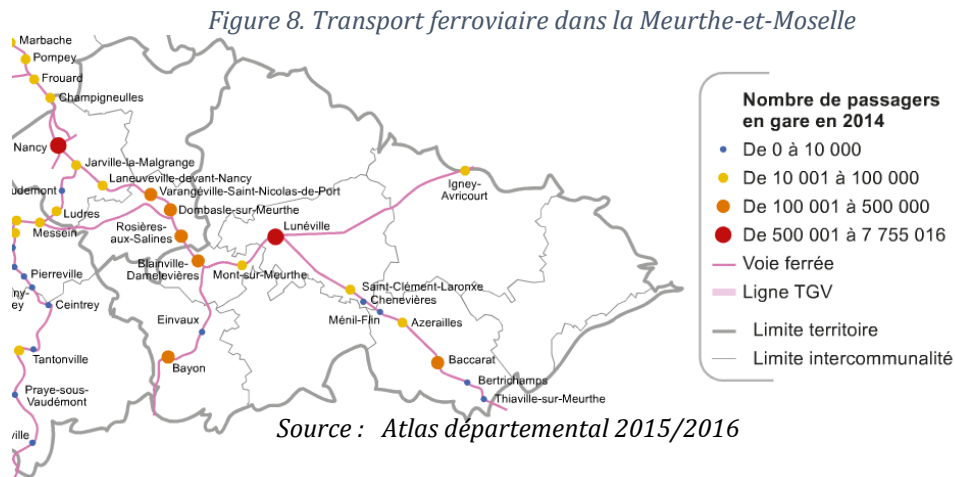 Figure 8. Transport ferroviaire dans la Meurthe-et-Moselle
Marbache
Pompey
Frouard
Champigneulles
Nancy
Jarville-la-Malgrange
Laneuveville-devant-Nancy
Varangéville-Saint-Nicolas-de-Port
udemont
Dombasle-sur-Meurthe
Ludres
Messein
Rosières-
aux-Salines
Lunéville
Igney-
Avricourt
Blainville-
Damelevières
Mont-sur-Meurthe
Pierreville
ny-
ey
Ceintrey
Saint-Clément-Laronxe
Chenevières
Ménil-Flin
Azerailles
Einvaux
Tantonville
Bayon
Baccarat
Bertrichamps
Thiaville-sur-Meurthe
Praye-sous-
Vaudémont
ville
Nombre de passagers
en gare en 2014
De 0 à 10 000
De 10 001 à 100 000
De 100 001 à 500 000
De 500 001 à 7 755 016
Voie ferrée
Ligne TGV
Limite territoire
Limite intercommunalité
Source : Atlas départemental 2015/2016